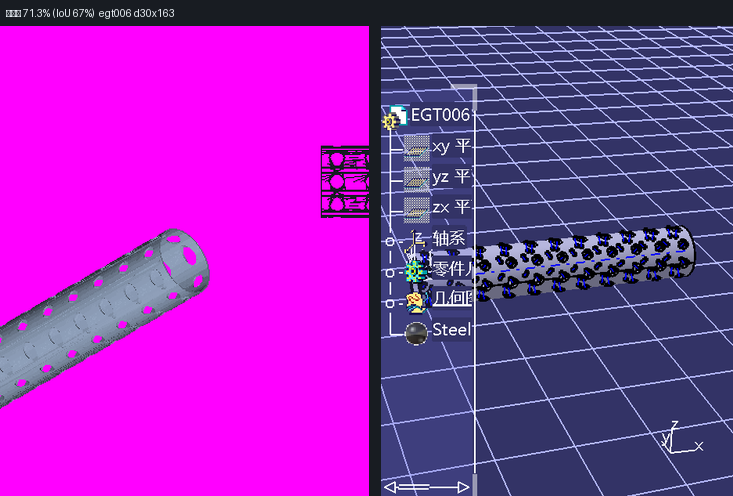 71.3% (IoU 67%) egt006 d30x163
EGT006
xy 平
yz 平
zx 平
轴系
零件
几何
Steel
z
y
x